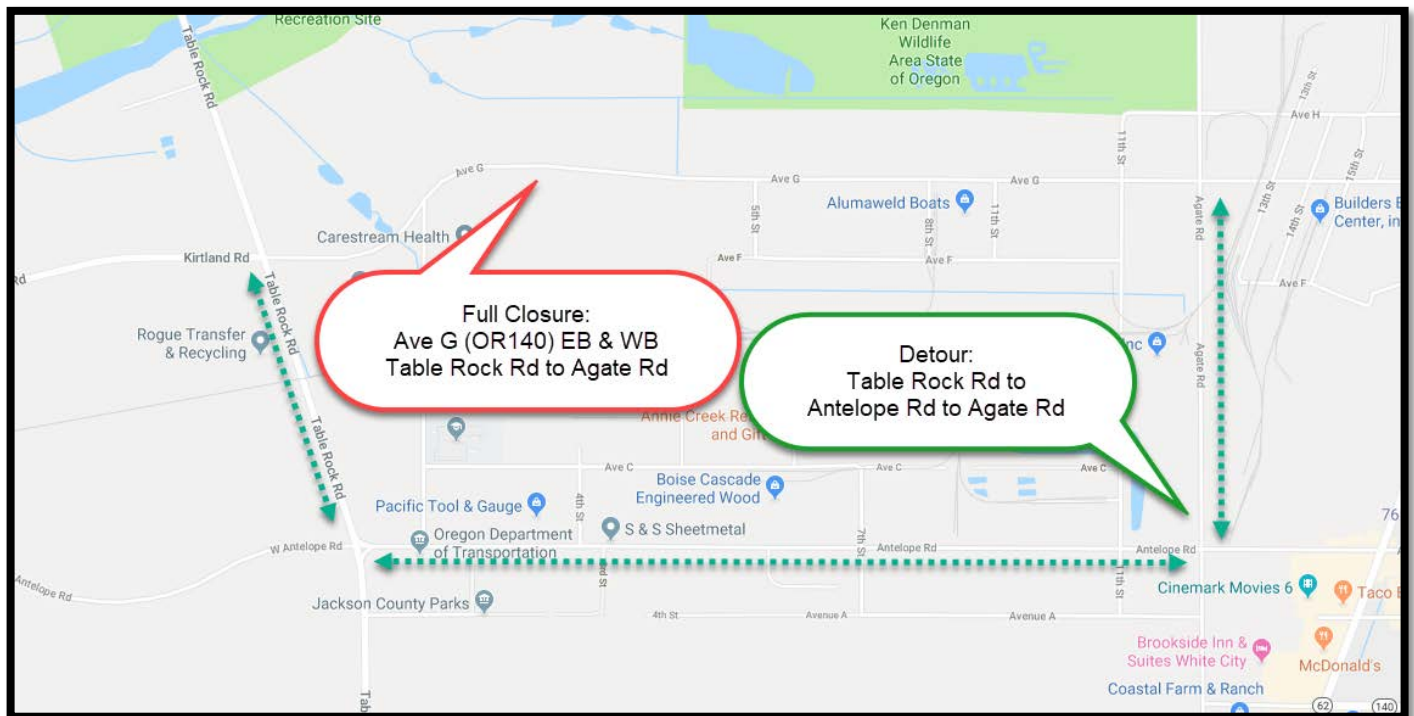 Recreation Site
Ken Denman
Wildlife
Area State
of Oregon
Table Rock Rd
13th St
Ave H
11th St
15th St
Ave G
Ave G
Ave G
Alumaweld Boats
5th St
8th St
11th St
Agate Rd
13th St
14th St
Builders
Center, in
Carestream Health
Kirtland Rd
Rd
Ave F
Ave F
Ave F
Table Rock Rd
Rogue Transfer
& Recycling
Full Closure:
Ave G (OR140) EB & WB
Table Rock Rd to Agate Rd
Detour:
Table Rock Rd to
Antelope Rd to Agate Rd
Inc
Agate Rd
Annie Creek
and
Table Rock Rd
Ave C
Ave C
Ave C
Boise Cascade
Engineered Wood
Pacific Tool & Gauge
4th St
S & S Sheetmetal
Oregon Department
of Transportation
W Antelope Rd
7th St
Antelope Rd
Antelope Rd
76
Antelope Rd
3rd St
11th St
Cinemark Movies 6
Taco
Jackson County Parks
4th St
Avenue A
Avenue A
Brookside Inn &
Suites White City
McDonald's
Coastal Farm & Ranch
62
140